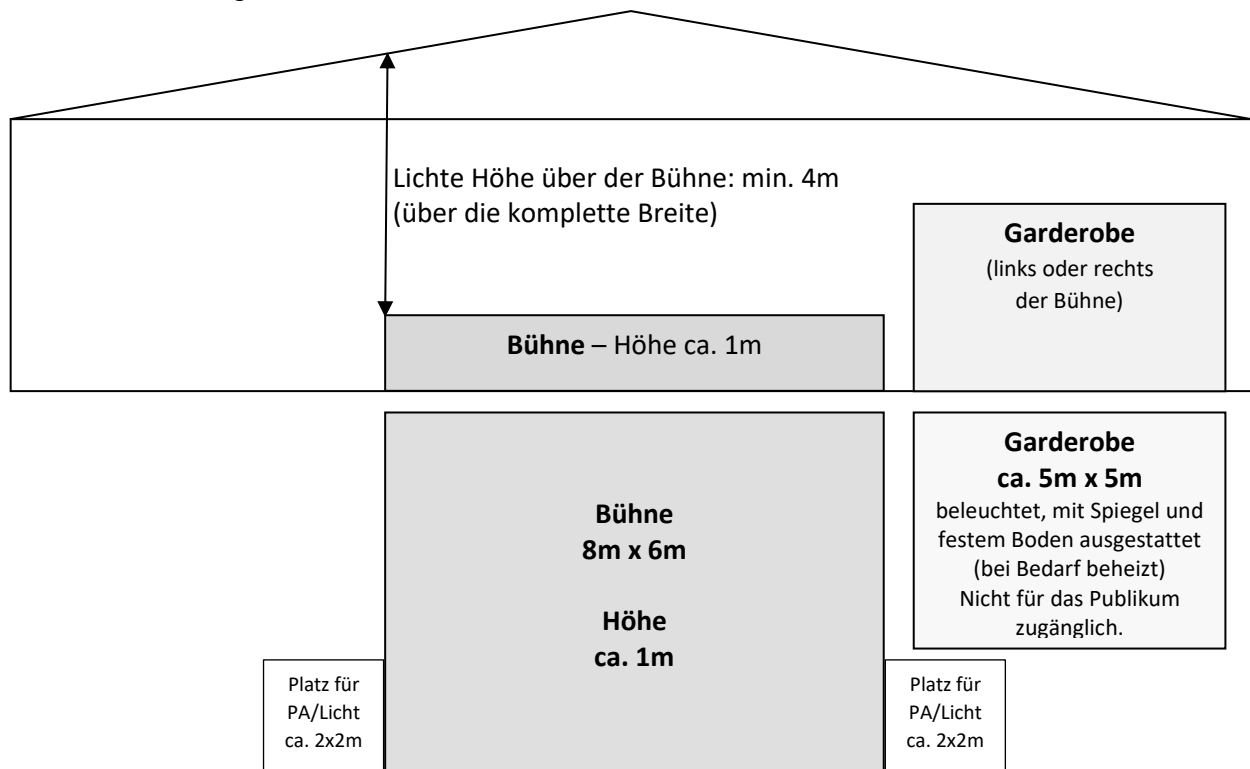 Lichte Höhe über der Bühne: min. 4m
(über die komplette Breite)
Garderobe
(links oder rechts
der Bühne)
Bühne – Höhe ca. 1m
Garderobe
ca. 5m x 5m
beleuchtet, mit Spiegel und
festem Boden ausgestattet
(bei Bedarf beheizt)
Nicht für das Publikum
zugänglich.
Bühne
8m x 6m
Höhe
ca. 1m
Platz für
PA/Licht
ca. 2x2m
Platz für
PA/Licht
ca. 2x2m